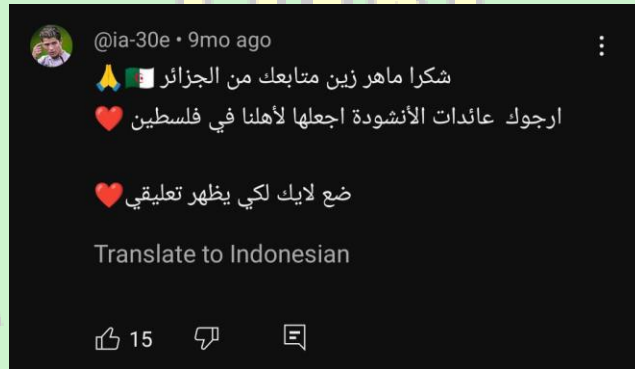 @ia-30e • 9mo ago
شكرا ماهر زين متابعك من الجزائر 🇩🇿🙏
ارجوك عائدات الأنشودة اجعلها لأهلنا في فلسطين ❤️
ضع لايك لكي يظهر تعليقي❤️
Translate to Indonesian
15